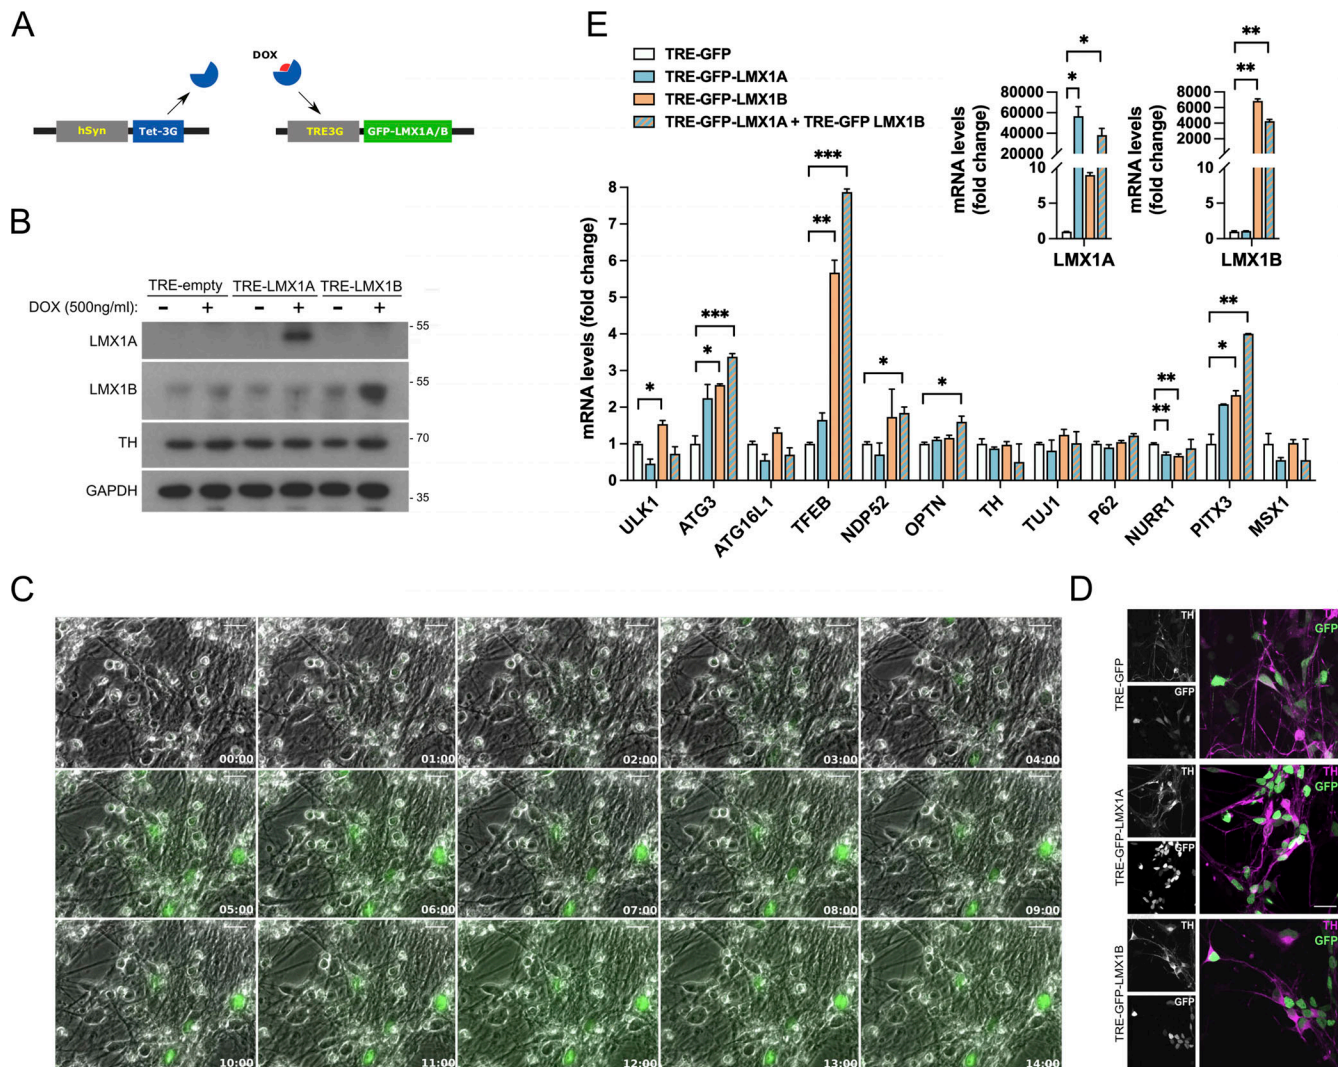 A
DOX
hSyn
Tet-3G
TRE3G
GFP-LMX1A/B
B
TRE-empty TRE-LMX1A TRE-LMX1B
DOX (500ng/ml): - + - + - +
LMX1A
- 55
LMX1B
- 55
TH
- 70
GAPDH
- 35
E
TRE-GFP
TRE-GFP-LMX1A
TRE-GFP-LMX1B
TRE-GFP-LMX1A + TRE-GFP LMX1B
mRNA levels (fold change)
8
6
4
2
0
* * *** ** *** * * ** ** * **
ULK1 ATG3 ATG16L1 TFEB NDP52 OPTN TH TUJ1 P62 NURR1 PITX3 MSX1
mRNA levels
(fold change)
100000
80000
60000
40000
20000
10
5
0
*
*
LMX1A
mRNA levels
(fold change)
8000
6000
4000
2000
10
5
0
**
**
LMX1B
C
00:00 01:00 02:00 03:00 04:00
05:00 06:00 07:00 08:00 09:00
10:00 11:00 12:00 13:00 14:00
D
TRE-GFP
TH
GFP
TH
GFP
TRE-GFP-LMX1A
TH
GFP
TH
GFP
TRE-GFP-LMX1B
TH
GFP
TH
GFP